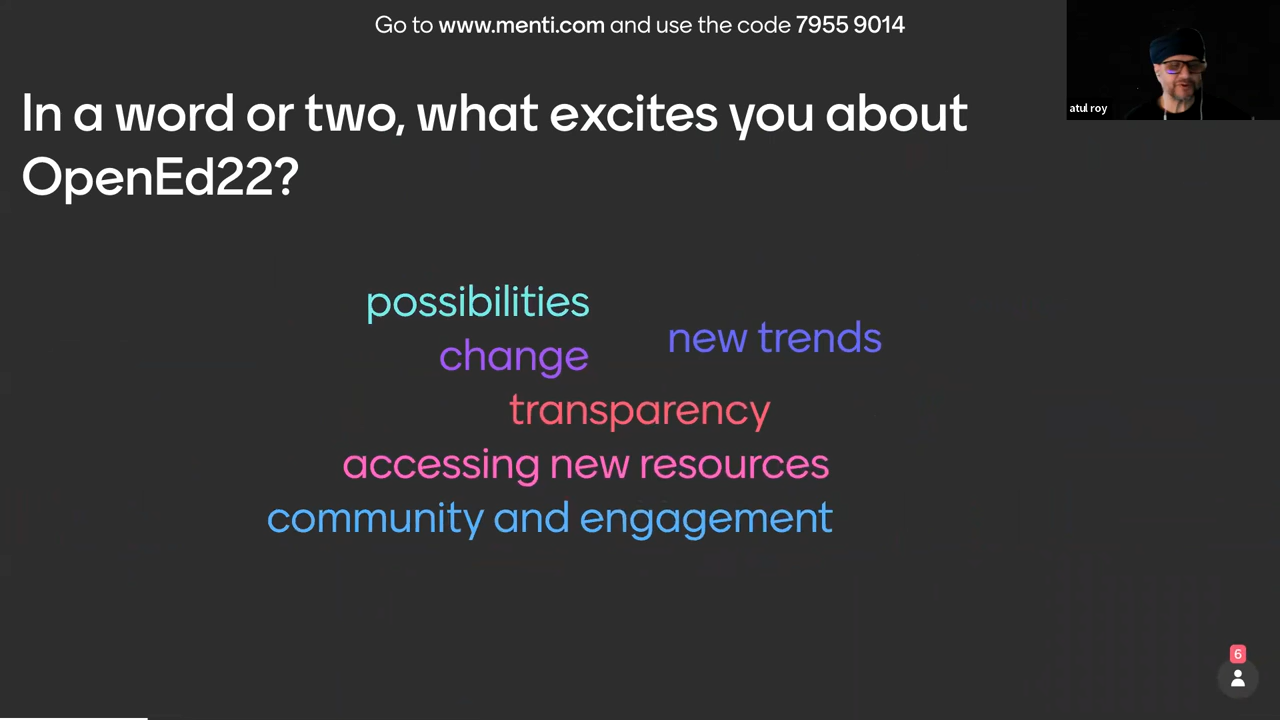 Go to www.menti.com and use the code 7955 9014
atul roy
In a word or two, what excites you about
OpenEd22?
possibilities
new trends
change
transparency
accessing new resources
community and engagement
6